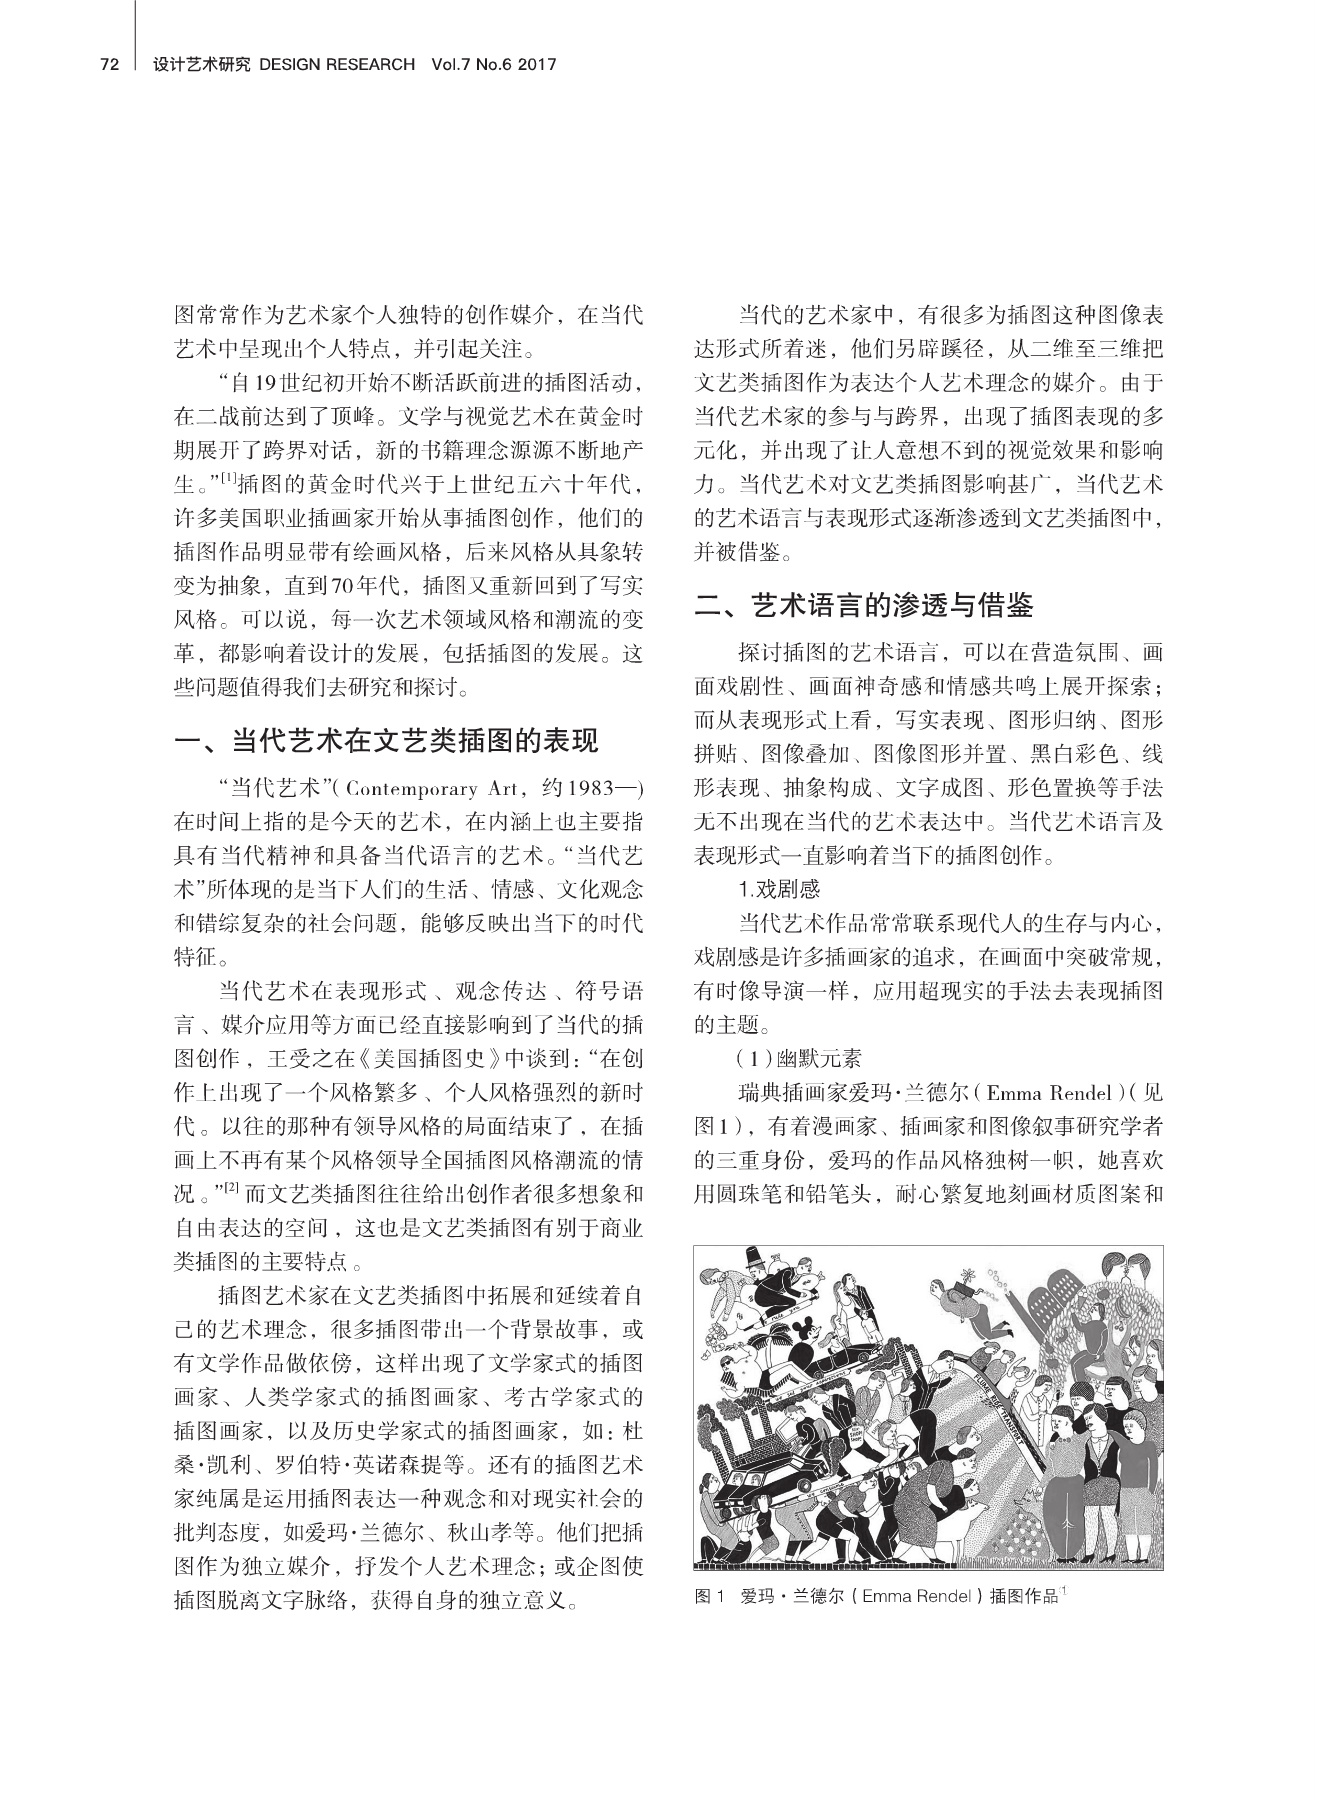 72
设计艺术研究 DESIGN RESEARCH Vol.7 No.6 2017
图常常作为艺术家个人独特的创作媒介，在当代
艺术中呈现出个人特点，并引起关注。
“自19世纪初开始不断活跃前进的插图活动，
在二战前达到了顶峰。文学与视觉艺术在黄金时
期展开了跨界对话，新的书籍理念源源不断地产
生。”[1]插图的黄金时代兴于上世纪五六十年代，
许多美国职业插画家开始从事插图创作，他们的
插图作品明显带有绘画风格，后来风格从具象转
变为抽象，直到70年代，插图又重新回到了写实
风格。可以说，每一次艺术领域风格和潮流的变
革，都影响着设计的发展，包括插图的发展。这
些问题值得我们去研究和探讨。
一、当代艺术在文艺类插图的表现
“当代艺术”（Contemporary Art，约1983—）
在时间上指的是今天的艺术，在内涵上也主要指
具有当代精神和具备当代语言的艺术。“当代艺
术”所体现的是当下人们的生活、情感、文化观念
和错综复杂的社会问题，能够反映出当下的时代
特征。
当代艺术在表现形式、观念传达、符号语
言、媒介应用等方面已经直接影响到了当代的插
图创作，王受之在《美国插图史》中谈到：“在创
作上出现了一个风格繁多、个人风格强烈的新时
代。以往的那种有领导风格的局面结束了，在插
画上不再有某个风格领导全国插图风格潮流的情
况。”[2]而文艺类插图往往给出创作者很多想象和
自由表达的空间，这也是文艺类插图有别于商业
类插图的主要特点。
插图艺术家在文艺类插图中拓展和延续着自
己的艺术理念，很多插图带出一个背景故事，或
有文学作品做依傍，这样出现了文学家式的插图
画家、人类学家式的插图画家、考古学家式的
插图画家，以及历史学家式的插图画家，如：杜
桑·凯利、罗伯特·英诺森提等。还有的插图艺术
家纯属是运用插图表达一种观念和对现实社会的
批判态度，如爱玛·兰德尔、秋山孝等。他们把插
图作为独立媒介，抒发个人艺术理念；或企图使
插图脱离文字脉络，获得自身的独立意义。
当代的艺术家中，有很多为插图这种图像表
达形式所着迷，他们另辟蹊径，从二维至三维把
文艺类插图作为表达个人艺术理念的媒介。由于
当代艺术家的参与与跨界，出现了插图表现的多
元化，并出现了让人意想不到的视觉效果和影响
力。当代艺术对文艺类插图影响甚广，当代艺术
的艺术语言与表现形式逐渐渗透到文艺类插图中，
并被借鉴。
二、艺术语言的渗透与借鉴
探讨插图的艺术语言，可以在营造氛围、画
面戏剧性、画面神奇感和情感共鸣上展开探索；
而从表现形式上看，写实表现、图形归纳、图形
拼贴、图像叠加、图像图形并置、黑白彩色、线
形表现、抽象构成、文字成图、形色置换等手法
无不出现在当代的艺术表达中。当代艺术语言及
表现形式一直影响着当下的插图创作。
1.戏剧感
当代艺术作品常常联系现代人的生存与内心，
戏剧感是许多插画家的追求，在画面中突破常规，
有时像导演一样，应用超现实的手法去表现插图
的主题。
（1）幽默元素
瑞典插画家爱玛·兰德尔（Emma Rendel）（见
图1），有着漫画家、插画家和图像叙事研究学者
的三重身份，爱玛的作品风格独树一帜，她喜欢
用圆珠笔和铅笔头，耐心繁复地刻画材质图案和
图1 爱玛·兰德尔（Emma Rendel）插图作品